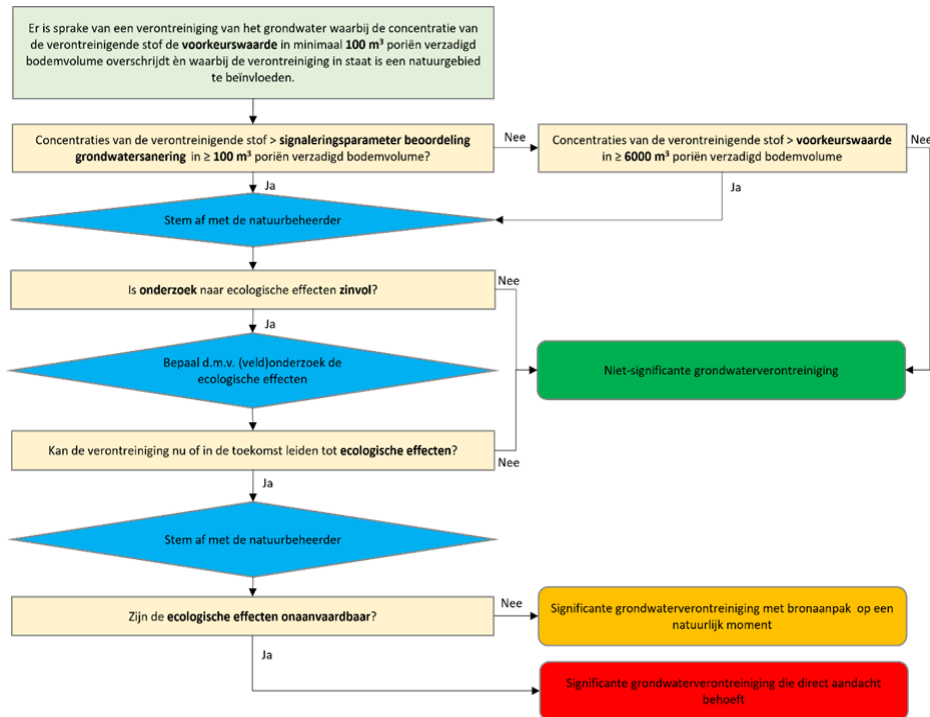 Er is sprake van een verontreiniging van het grondwater waarbij de concentratie van
de verontreinigende stof de voorkeurswaarde in minimaal 100 m³ poriën verzadigd
bodemvolume overschrijdt èn waarbij de verontreiniging in staat is een natuurgebied
te beïnvloeden.
Concentraties van de verontreinigende stof > signaleringsparameter beoordeling
grondwatersanering in ≥ 100 m³ poriën verzadigd bodemvolume?
Nee
Concentraties van de verontreinigende stof > voorkeurswaarde
in ≥ 6000 m³ poriën verzadigd bodemvolume
Nee
Ja
Ja
Stem af met de natuurbeheerder
Is onderzoek naar ecologische effecten zinvol?
Nee
Ja
Bepaal d.m.v. (veld)onderzoek de
ecologische effecten
Niet-significante grondwaterverontreiniging
Kan de verontreiniging nu of in de toekomst leiden tot ecologische effecten?
Nee
Ja
Stem af met de natuurbeheerder
Zijn de ecologische effecten onaanvaardbaar?
Nee
Significante grondwaterverontreiniging met bronaanpak op een
natuurlijk moment
Ja
Significante grondwaterverontreiniging die direct aandacht
behoeft